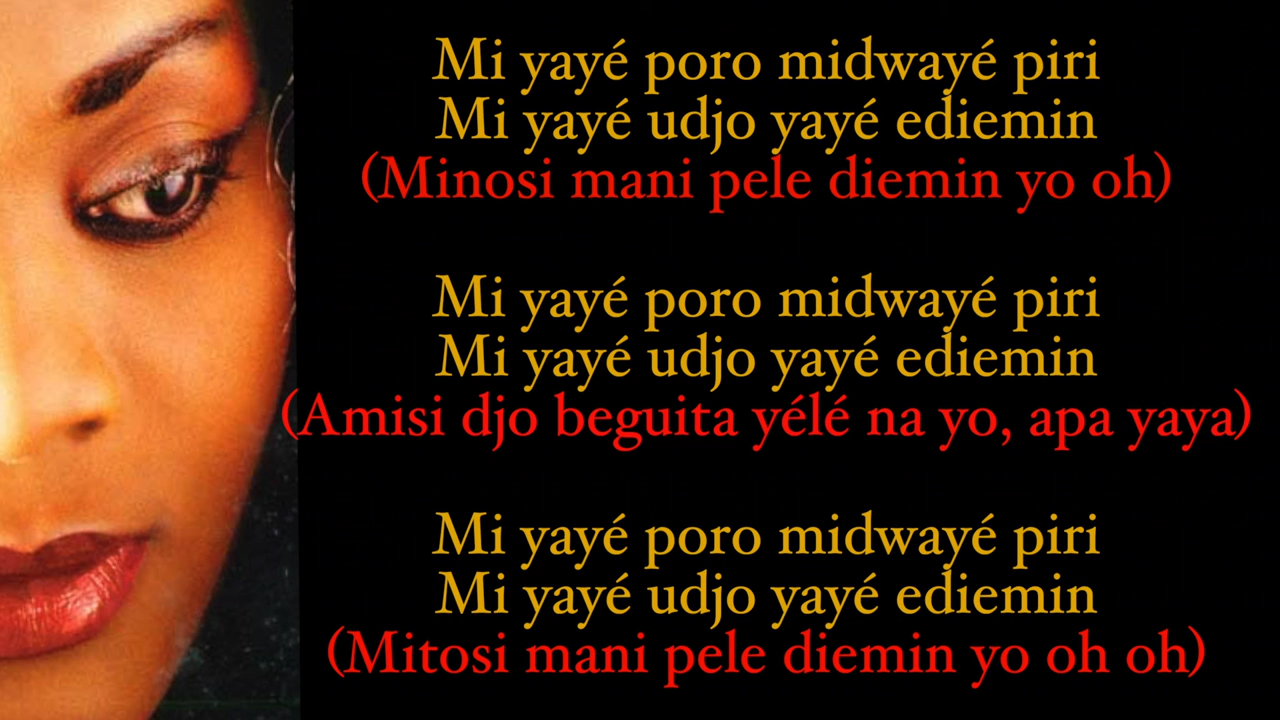 Mi yayé poro midwayé piri
Mi yayé udjo yayé ediemin
(Minosi mani pele diemin yo oh)
Mi yayé poro midwayé piri
Mi yayé udjo yayé ediemin
(Amisi djo beguita yélé na yo, apa yaya)
Mi yayé poro midwayé piri
Mi yayé udjo yayé ediemin
(Mitosi mani pele diemin yo oh oh)